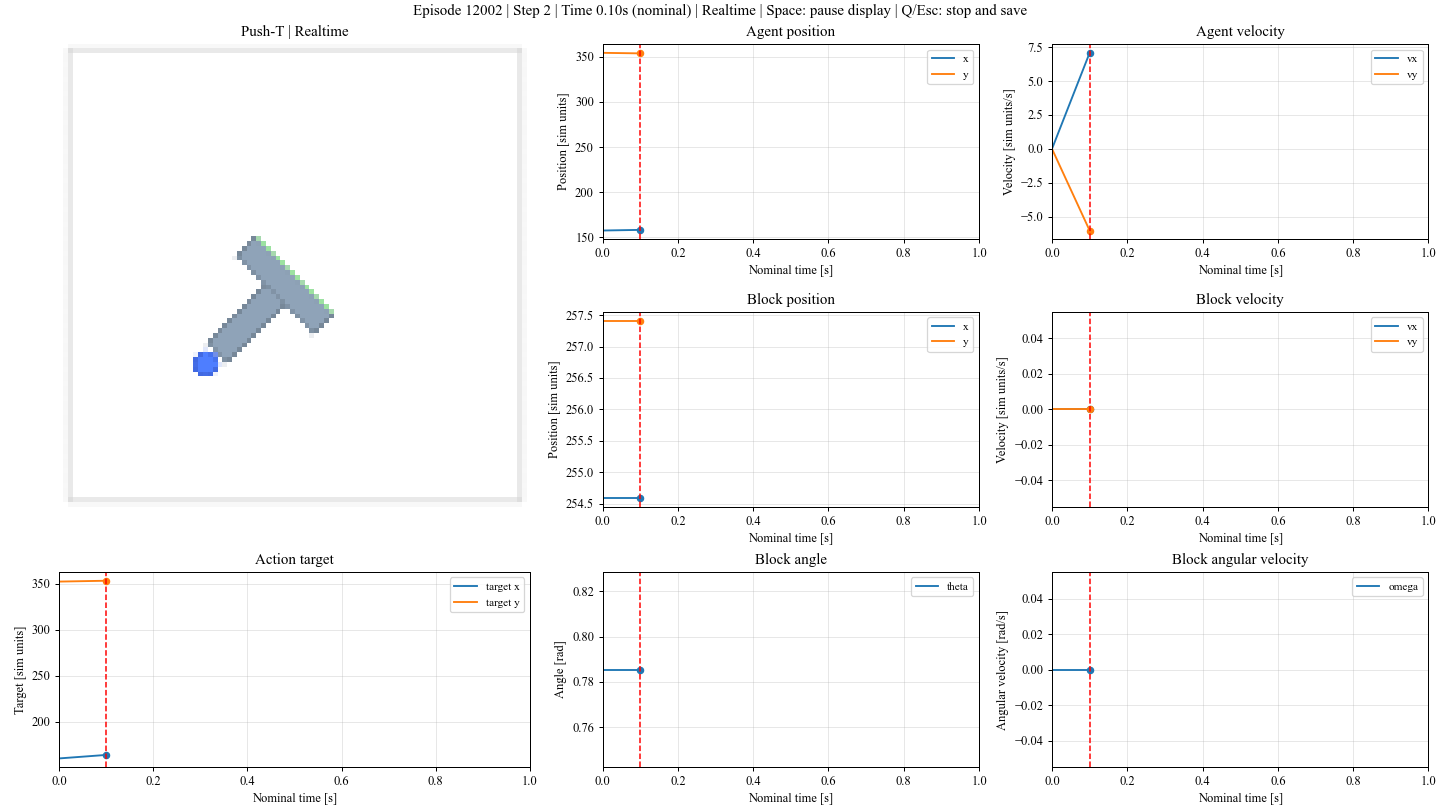 Episode 12002 | Step 2 | Time 0.10s (nominal) | Realtime | Space: pause display | Q/Esc: stop and save
Push-T | Realtime
Agent position
Position [sim units]
350
300
250
200
150
0.0 0.2 0.4 0.6 0.8 1.0
Nominal time [s]
x
y
Agent velocity
Velocity [sim units/s]
7.5
5.0
2.5
0.0
−2.5
−5.0
0.0 0.2 0.4 0.6 0.8 1.0
Nominal time [s]
vx
vy
Block position
Position [sim units]
257.5
257.0
256.5
256.0
255.5
255.0
254.5
0.0 0.2 0.4 0.6 0.8 1.0
Nominal time [s]
x
y
Block velocity
Velocity [sim units/s]
0.04
0.02
0.00
−0.02
−0.04
0.0 0.2 0.4 0.6 0.8 1.0
Nominal time [s]
vx
vy
Action target
Target [sim units]
350
300
250
200
0.0 0.2 0.4 0.6 0.8 1.0
Nominal time [s]
target x
target y
Block angle
Angle [rad]
0.82
0.80
0.78
0.76
0.0 0.2 0.4 0.6 0.8 1.0
Nominal time [s]
theta
Block angular velocity
Angular velocity [rad/s]
0.04
0.02
0.00
−0.02
−0.04
0.0 0.2 0.4 0.6 0.8 1.0
Nominal time [s]
omega